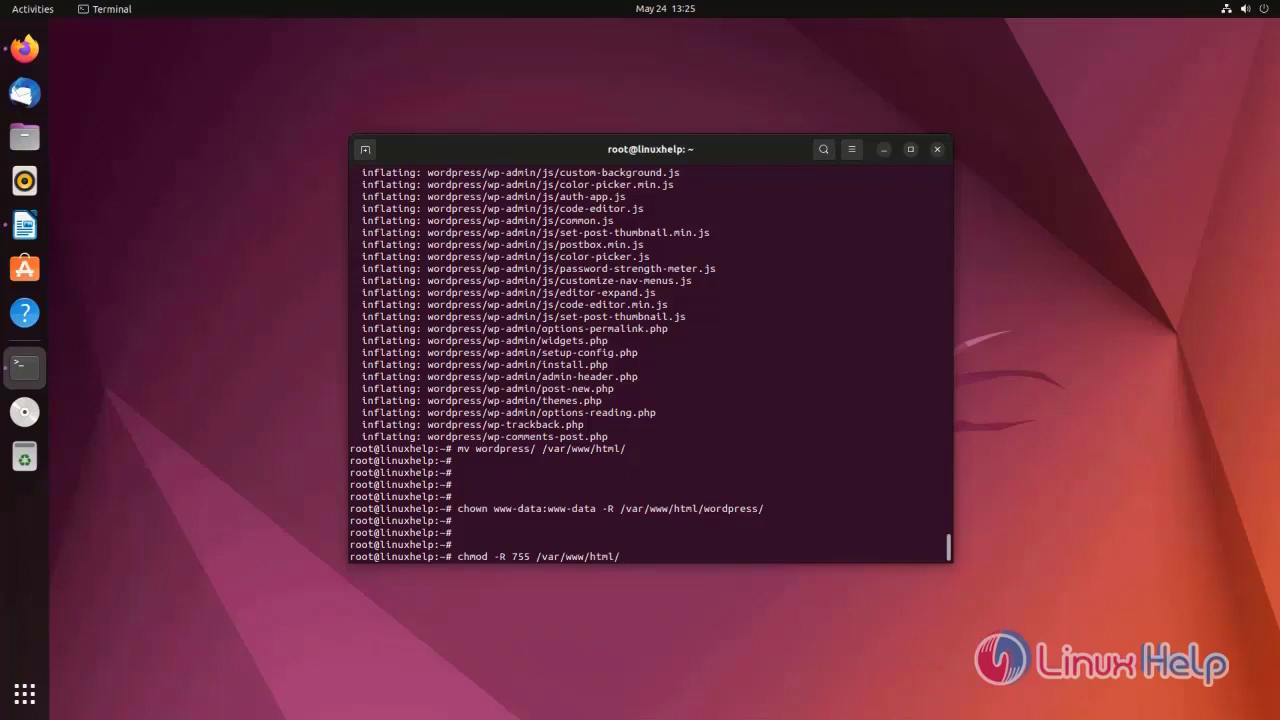 Activities
Terminal
May 24 13:25
root@linuxhelp: ~
inflating: wordpress/wp-admin/js/custom-background.js
inflating: wordpress/wp-admin/js/color-picker.min.js
inflating: wordpress/wp-admin/js/auth-app.js
inflating: wordpress/wp-admin/js/code-editor.js
inflating: wordpress/wp-admin/js/common.js
inflating: wordpress/wp-admin/js/set-post-thumbnail.min.js
inflating: wordpress/wp-admin/js/postbox.min.js
inflating: wordpress/wp-admin/js/color-picker.js
inflating: wordpress/wp-admin/js/password-strength-meter.js
inflating: wordpress/wp-admin/js/customize-nav-menus.js
inflating: wordpress/wp-admin/js/editor-expand.js
inflating: wordpress/wp-admin/js/code-editor.min.js
inflating: wordpress/wp-admin/js/set-post-thumbnail.js
inflating: wordpress/wp-admin/options-permalink.php
inflating: wordpress/wp-admin/widgets.php
inflating: wordpress/wp-admin/setup-config.php
inflating: wordpress/wp-admin/install.php
inflating: wordpress/wp-admin/admin-header.php
inflating: wordpress/wp-admin/post-new.php
inflating: wordpress/wp-admin/themes.php
inflating: wordpress/wp-admin/options-reading.php
inflating: wordpress/wp-trackback.php
inflating: wordpress/wp-comments-post.php
root@linuxhelp:~# mv wordpress/ /var/www/html/
root@linuxhelp:~#
root@linuxhelp:~#
root@linuxhelp:~#
root@linuxhelp:~#
root@linuxhelp:~# chown www-data:www-data -R /var/www/html/wordpress/
root@linuxhelp:~#
root@linuxhelp:~#
root@linuxhelp:~#
root@linuxhelp:~# chmod -R 755 /var/www/html/
Linux Help